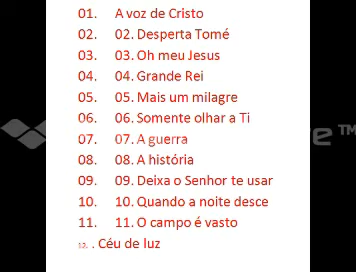 01. A voz de Cristo
02. 02. Desperta Tomé
03. 03. Oh meu Jesus
04. 04. Grande Rei
05. 05. Mais um milagre
06. 06. Somente olhar a Ti
07. 07. A guerra
08. 08. A história
09. 09. Deixa o Senhor te usar
10. 10. Quando a noite desce
11. 11. O campo é vasto
12. . Céu de luz